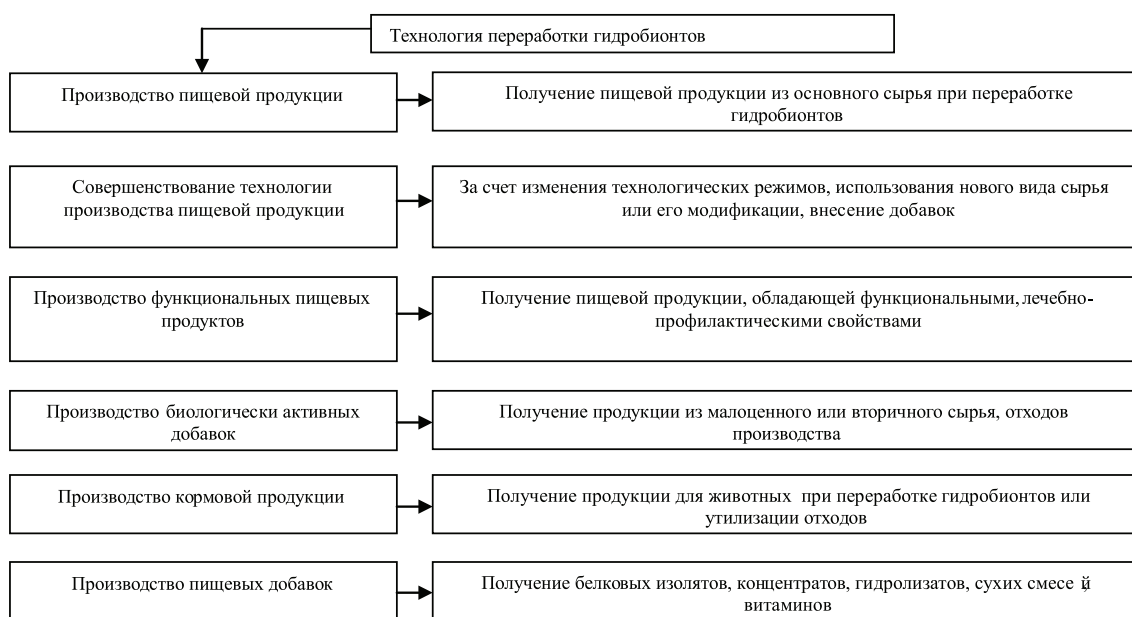 Технология переработки гидробионтов
Производство пищевой продукции
Получение пищевой продукции из основного сырья при переработке
гидробионтов
Совершенствование технологии
производства пищевой продукции
За счет изменения технологических режимов, использования нового вида сырья
или его модификации, внесение добавок
Производство функциональных пищевых
продуктов
Получение пищевой продукции, обладающей функциональными, лечебно-
профилактическими свойствами
Производство биологически активных
добавок
Получение продукции из малоценного или вторичного сырья, отходов
производства
Производство кормовой продукции
Получение продукции для животных при переработке гидробионтов или
утилизации отходов
Производство пищевых добавок
Получение белковых изолятов, концентратов, гидролизатов, сухих смесей,
витаминов